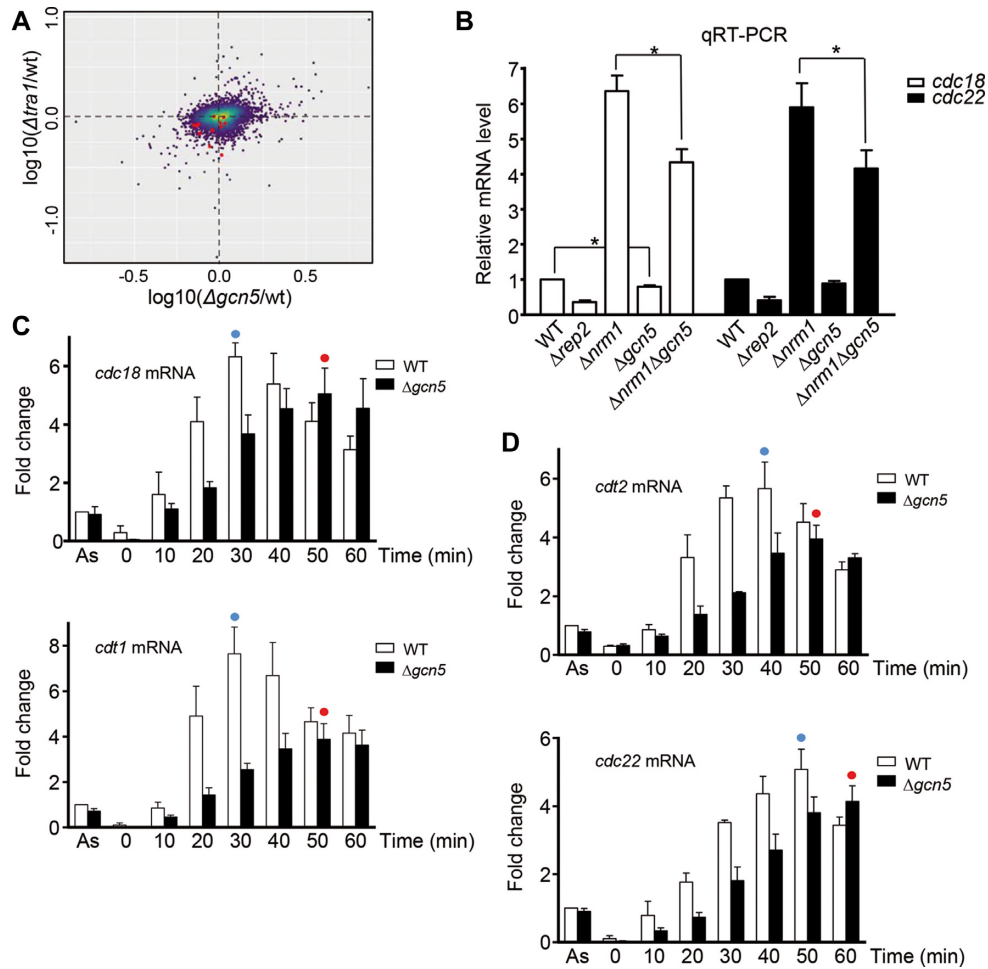 A
log10(Δtra1/wt)
1.0
0.0
-1.0
-0.5 0.0 0.5
log10(Δgcn5/wt)
B
qRT-PCR
cdc18
cdc22
Relative mRNA level
7
6
5
4
3
2
1
0
* * *
WT Δrep2 Δnrm1 Δgcn5 Δnrm1Δgcn5 WT Δrep2 Δnrm1 Δgcn5 Δnrm1Δgcn5
C
cdc18 mRNA
WT
Δgcn5
Fold change
6
4
2
0
As 0 10 20 30 40 50 60 Time (min)
cdt1 mRNA
WT
Δgcn5
Fold change
8
6
4
2
0
As 0 10 20 30 40 50 60 Time (min)
D
cdt2 mRNA
WT
Δgcn5
Fold change
6
4
2
0
As 0 10 20 30 40 50 60 Time (min)
cdc22 mRNA
WT
Δgcn5
Fold change
6
4
2
0
As 0 10 20 30 40 50 60 Time (min)